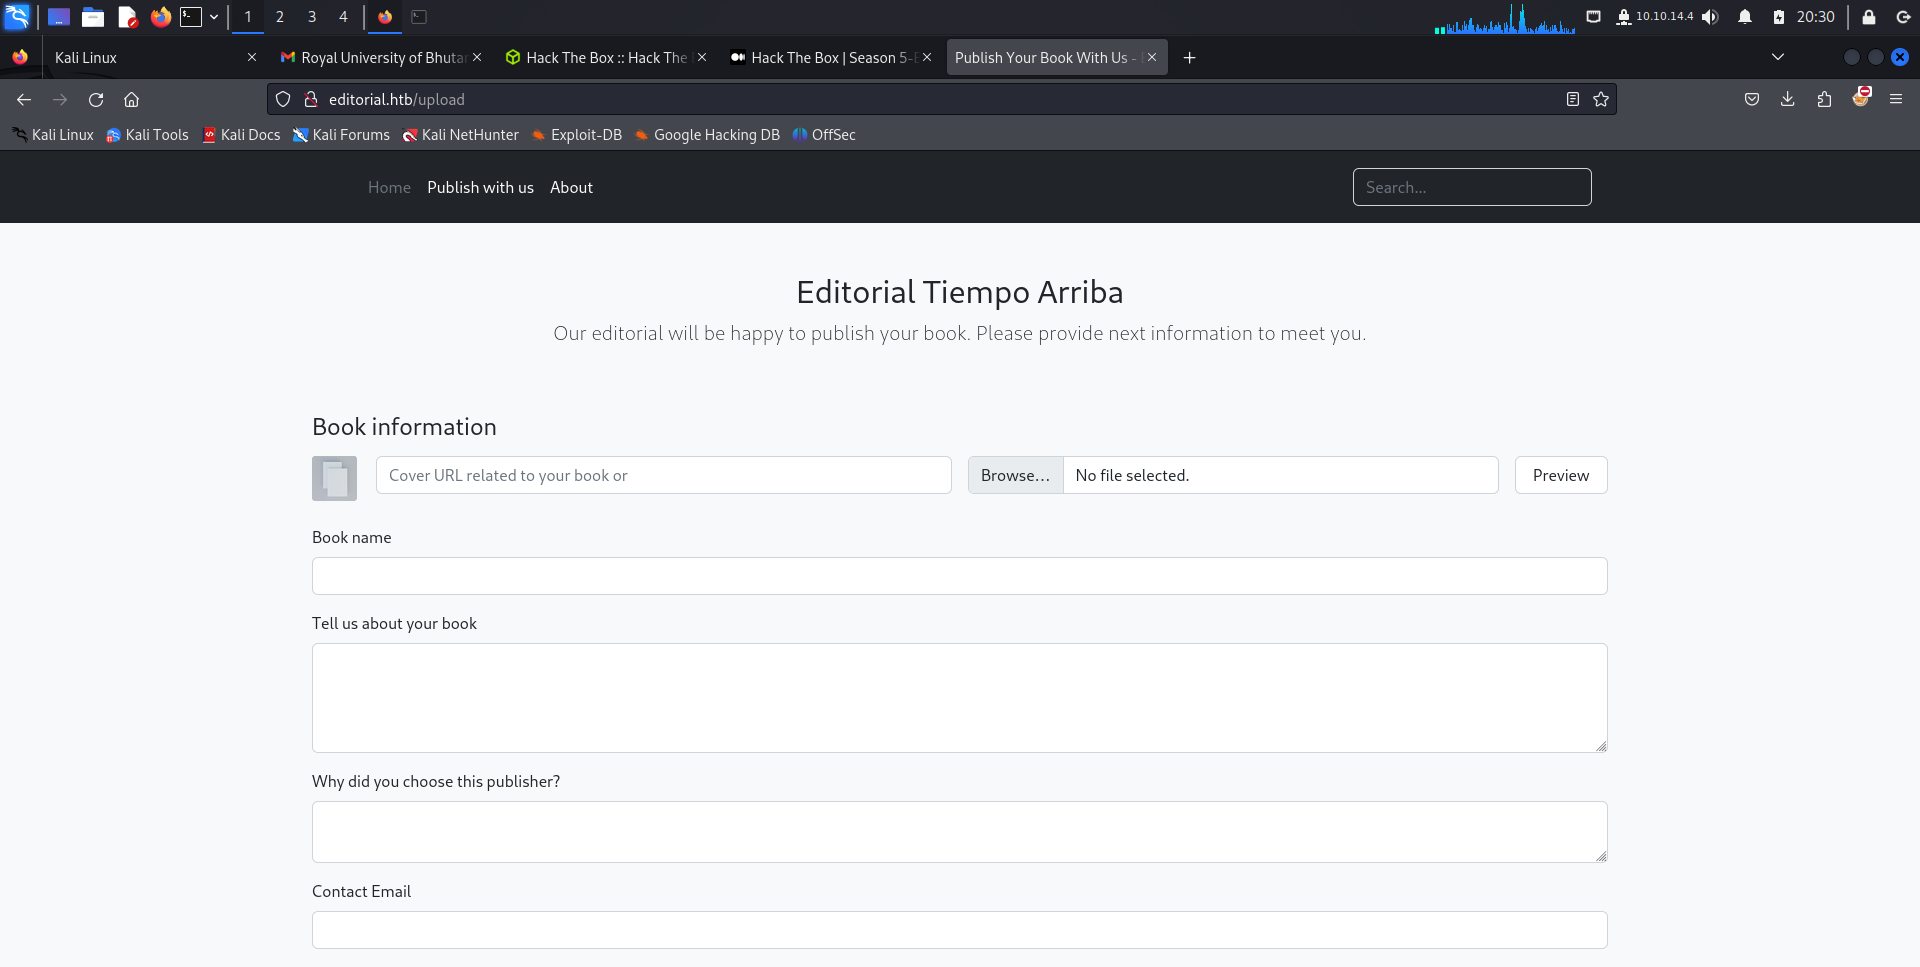 1 2 3 4 10.10.14.4 20:30
Kali Linux Royal University of Bhutan Hack The Box :: Hack The Hack The Box | Season 5-E Publish Your Book With Us -
editorial.htb/upload
Kali Linux Kali Tools Kali Docs Kali Forums Kali NetHunter Exploit-DB Google Hacking DB OffSec
Home Publish with us About Search...
Editorial Tiempo Arriba
Our editorial will be happy to publish your book. Please provide next information to meet you.
Book information
Cover URL related to your book or Browse... No file selected. Preview
Book name
Tell us about your book
Why did you choose this publisher?
Contact Email